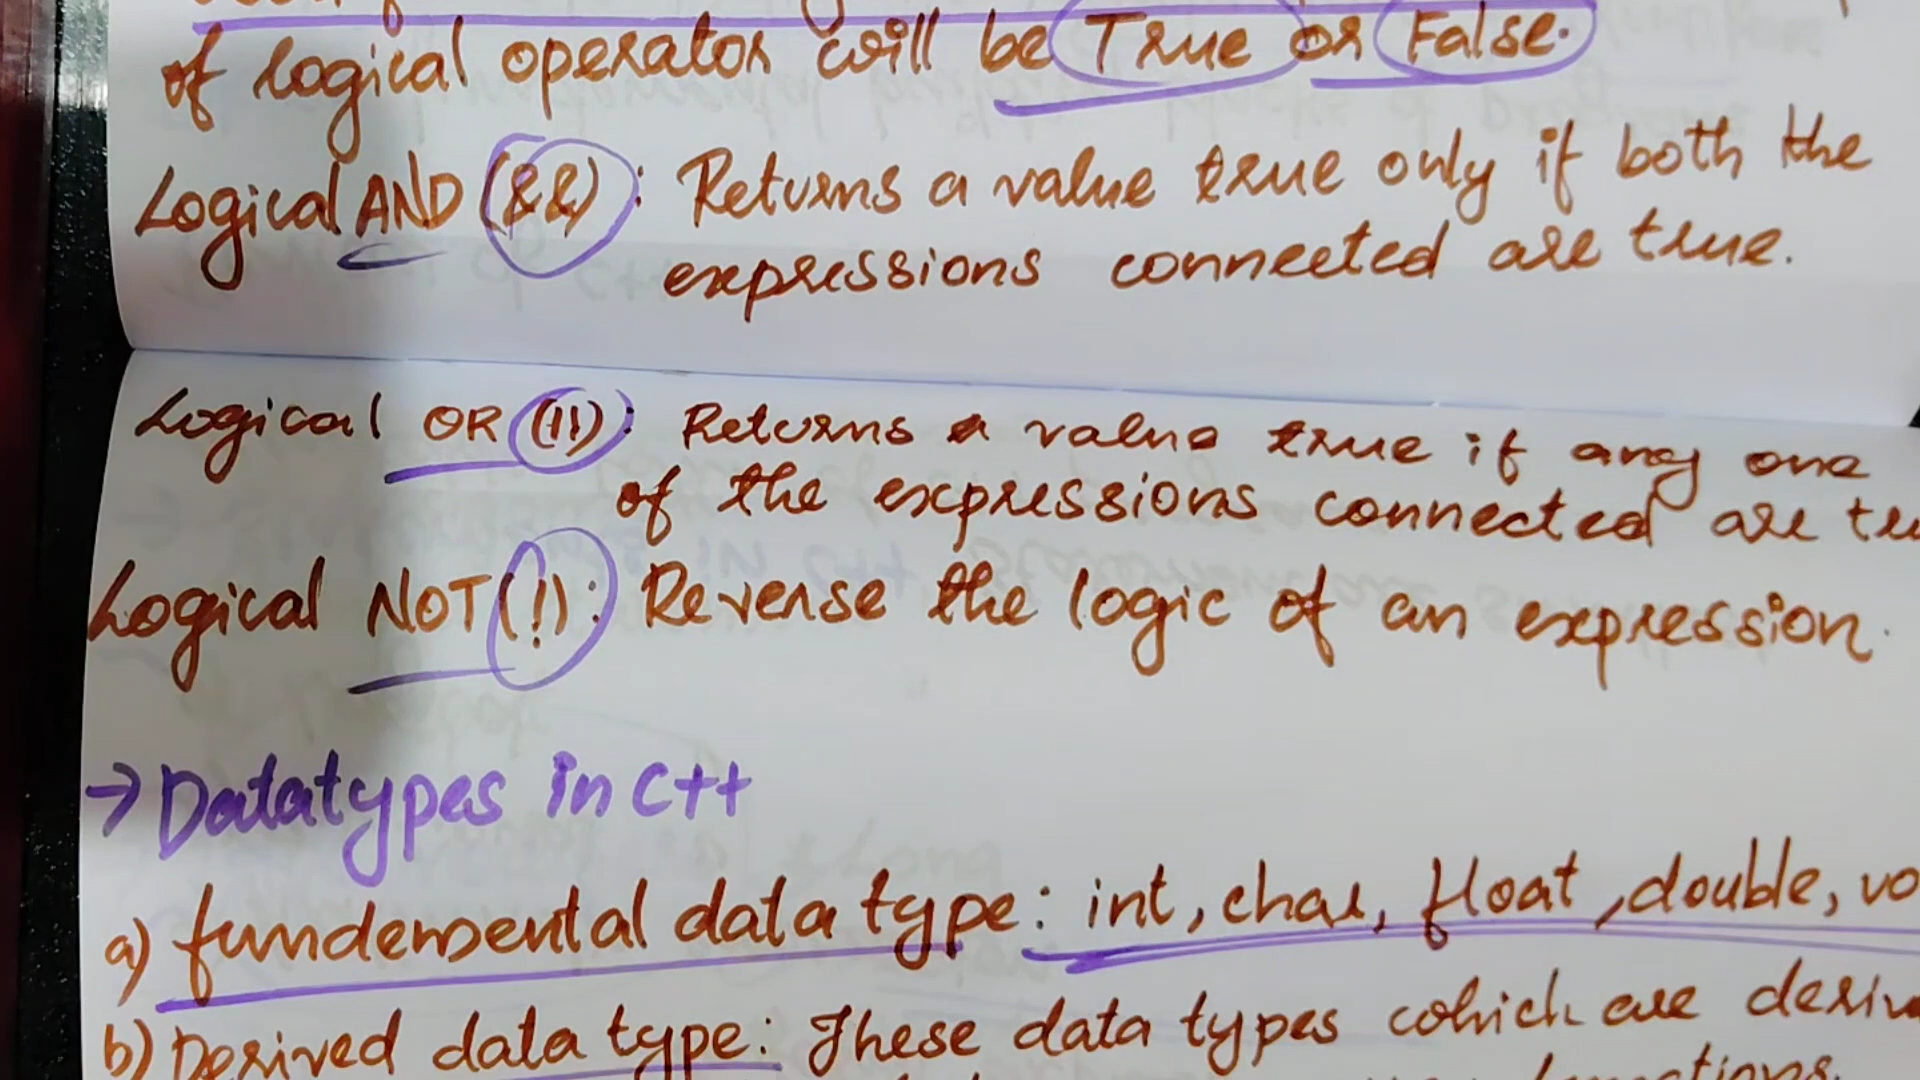 of logical operator will be True or False.
Logical AND (&&): Returns a value true only if both the
expressions connected are true.
Logical OR (!!): Returns a value true if any one
of the expressions connected are
Logical NOT (!): Reverse the logic of an expression.
→ Datatypes in C++
a) fundemental data type: int, char, float, double,
b) Derived data type: These data types which are